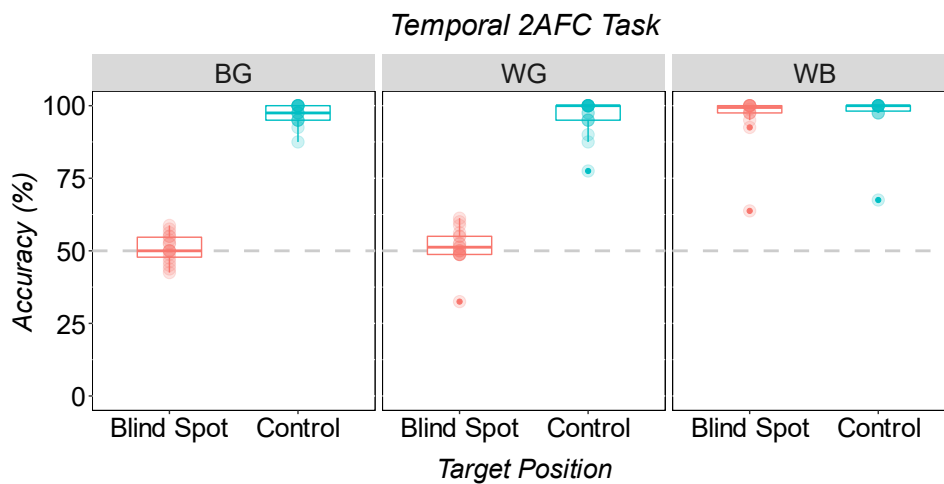 Temporal 2AFC Task
BG WG WB
100
75
50
25
0
Accuracy (%)
Blind Spot Control Blind Spot Control Blind Spot Control
Target Position